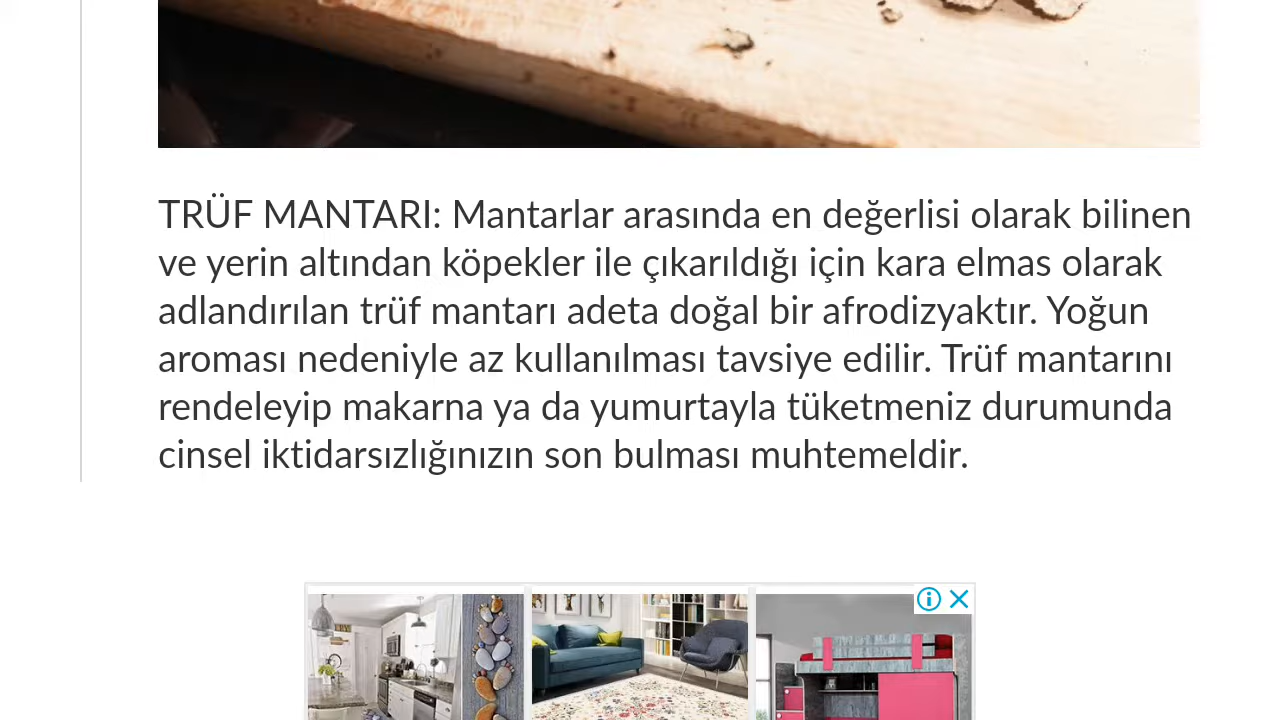 TRÜF MANTARI: Mantarlar arasında en değerlisi olarak bilinen
ve yerin altından köpekler ile çıkarıldığı için kara elmas olarak
adlandırılan trüf mantarı adeta doğal bir afrodizyaktır. Yoğun
aroması nedeniyle az kullanılması tavsiye edilir. Trüf mantarını
rendeleyip makarna ya da yumurtayla tüketmeniz durumunda
cinsel iktidarsızlığınızın son bulması muhtemeldir.